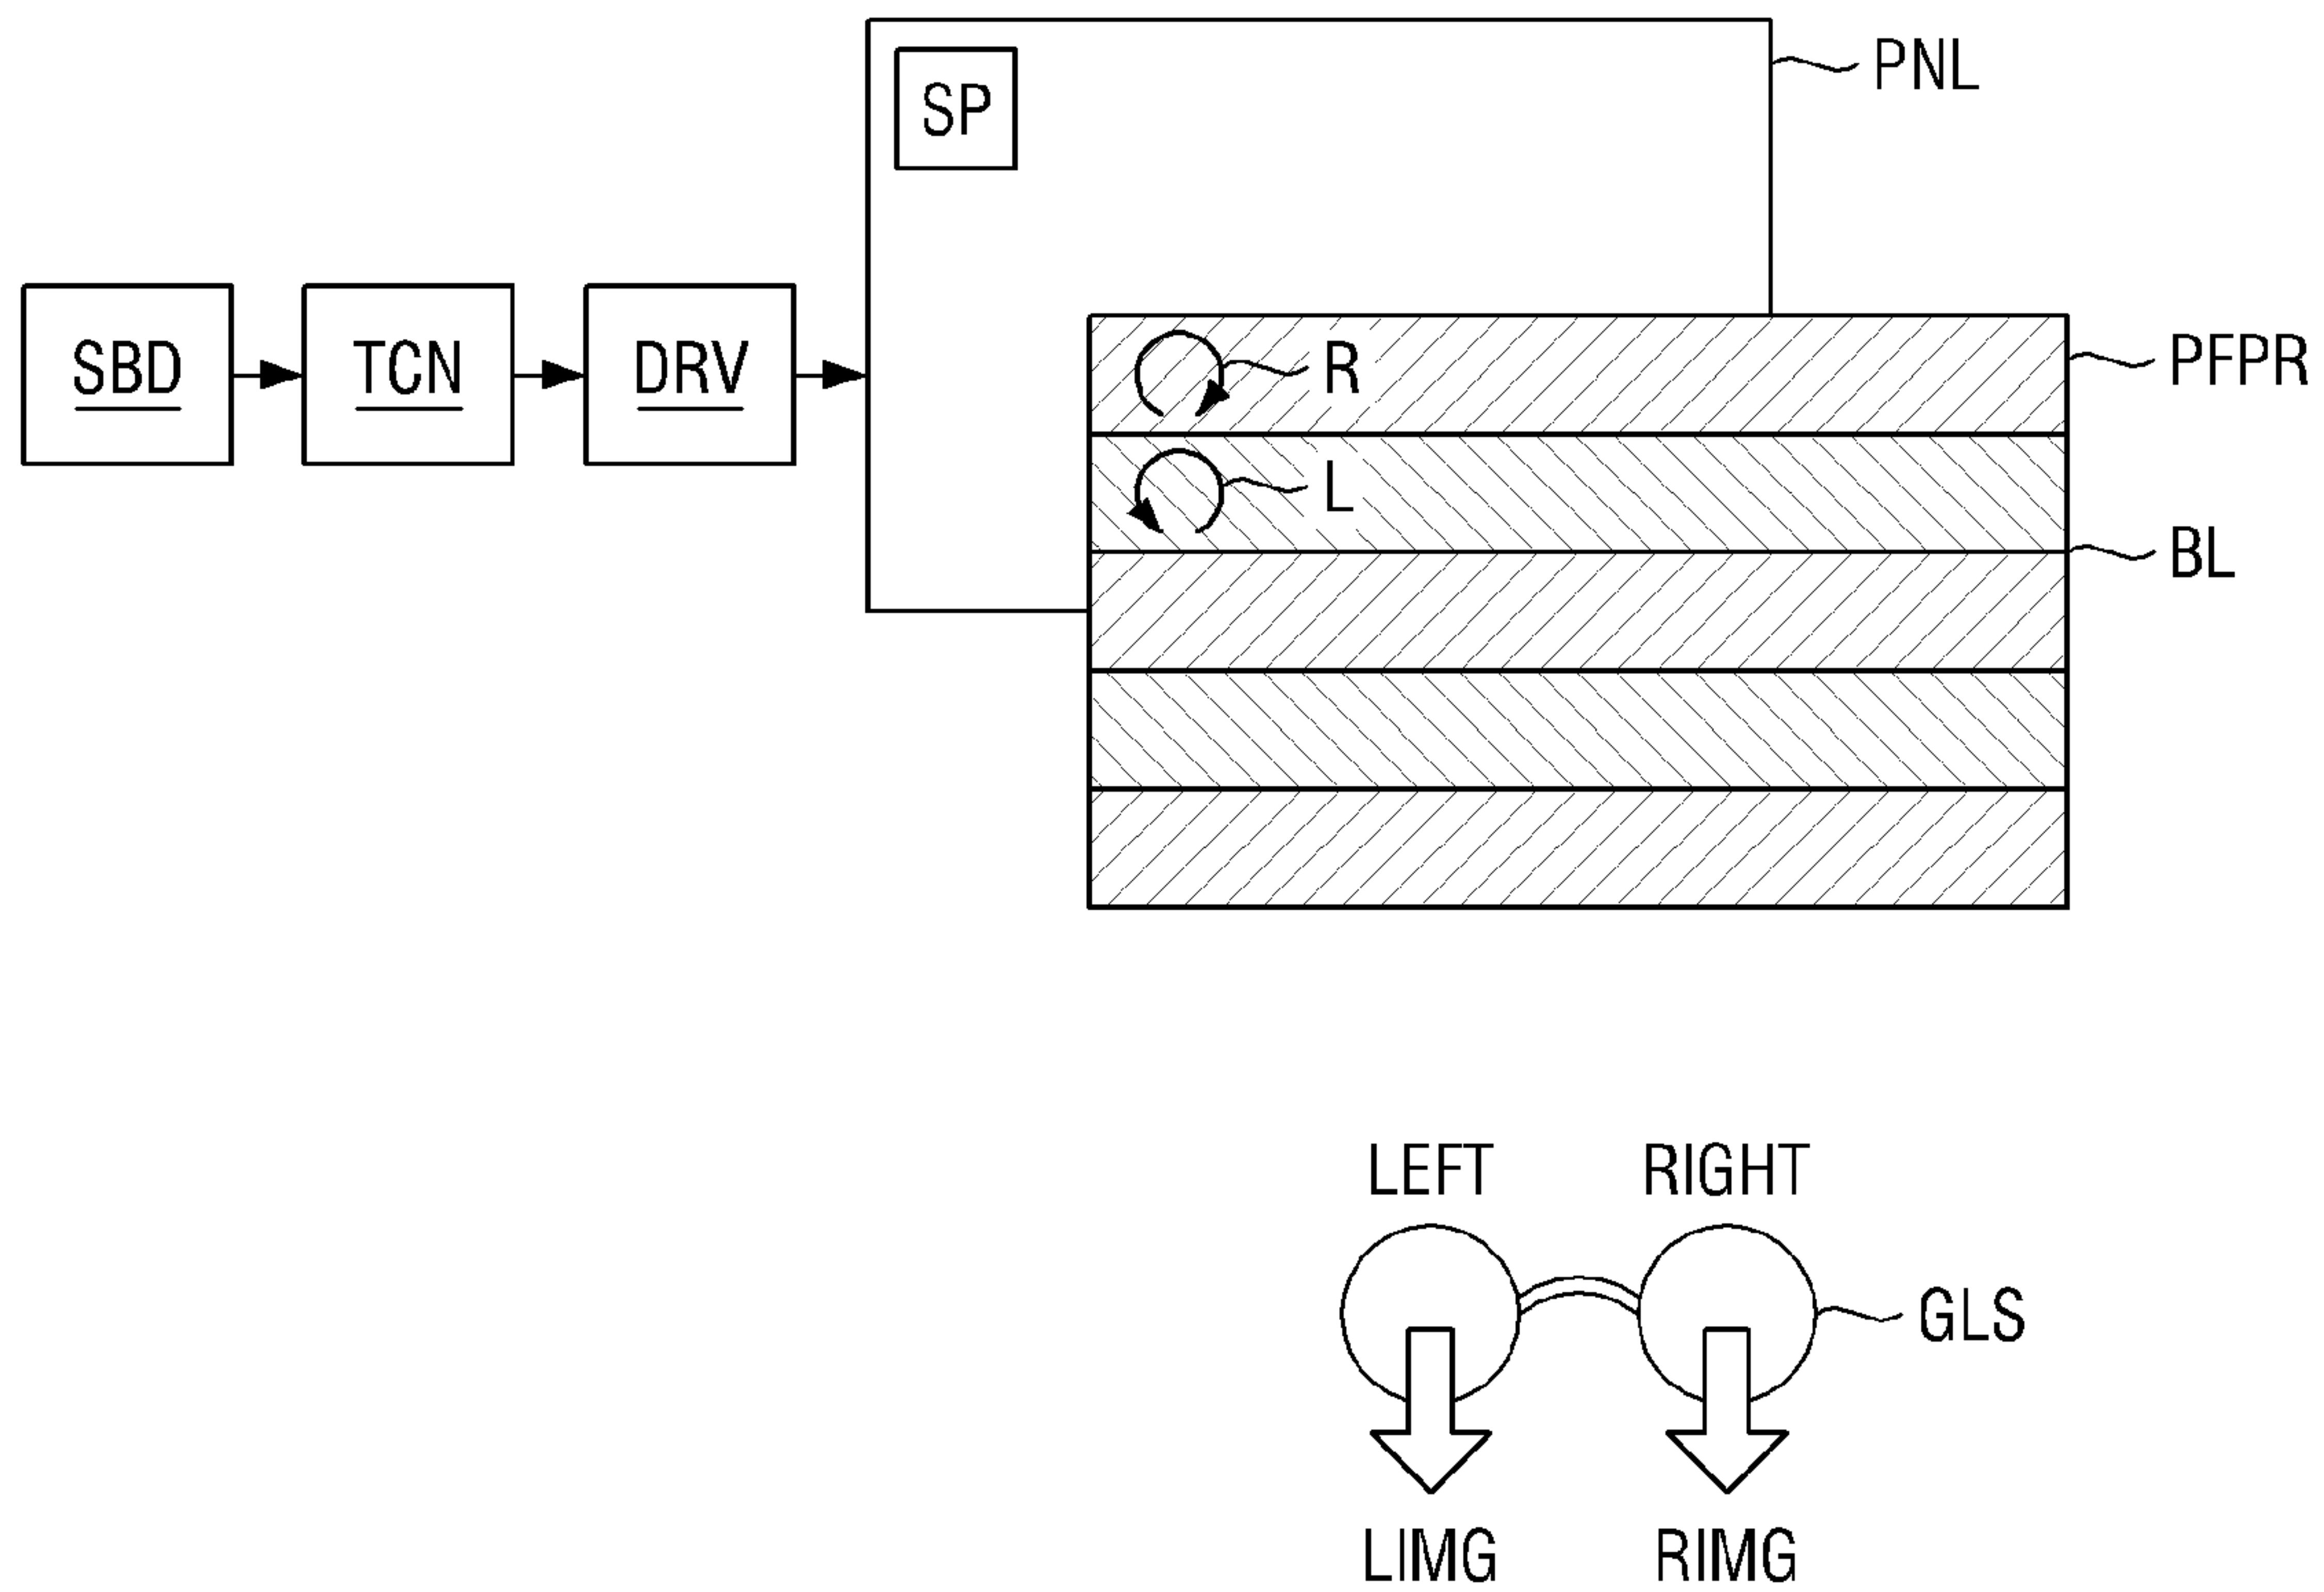 PNL
SP
SBD
TCN
DRV
R
PFPR
L
BL
LEFT RIGHT
GLS
LIMG RIMG